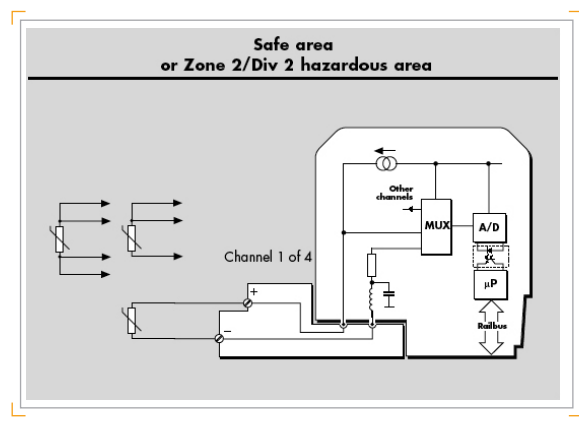 Safe area
or Zone 2/Div 2 hazardous area
Other
channels
MUX
A/D
Channel 1 of 4
µP
+
Railbus
–